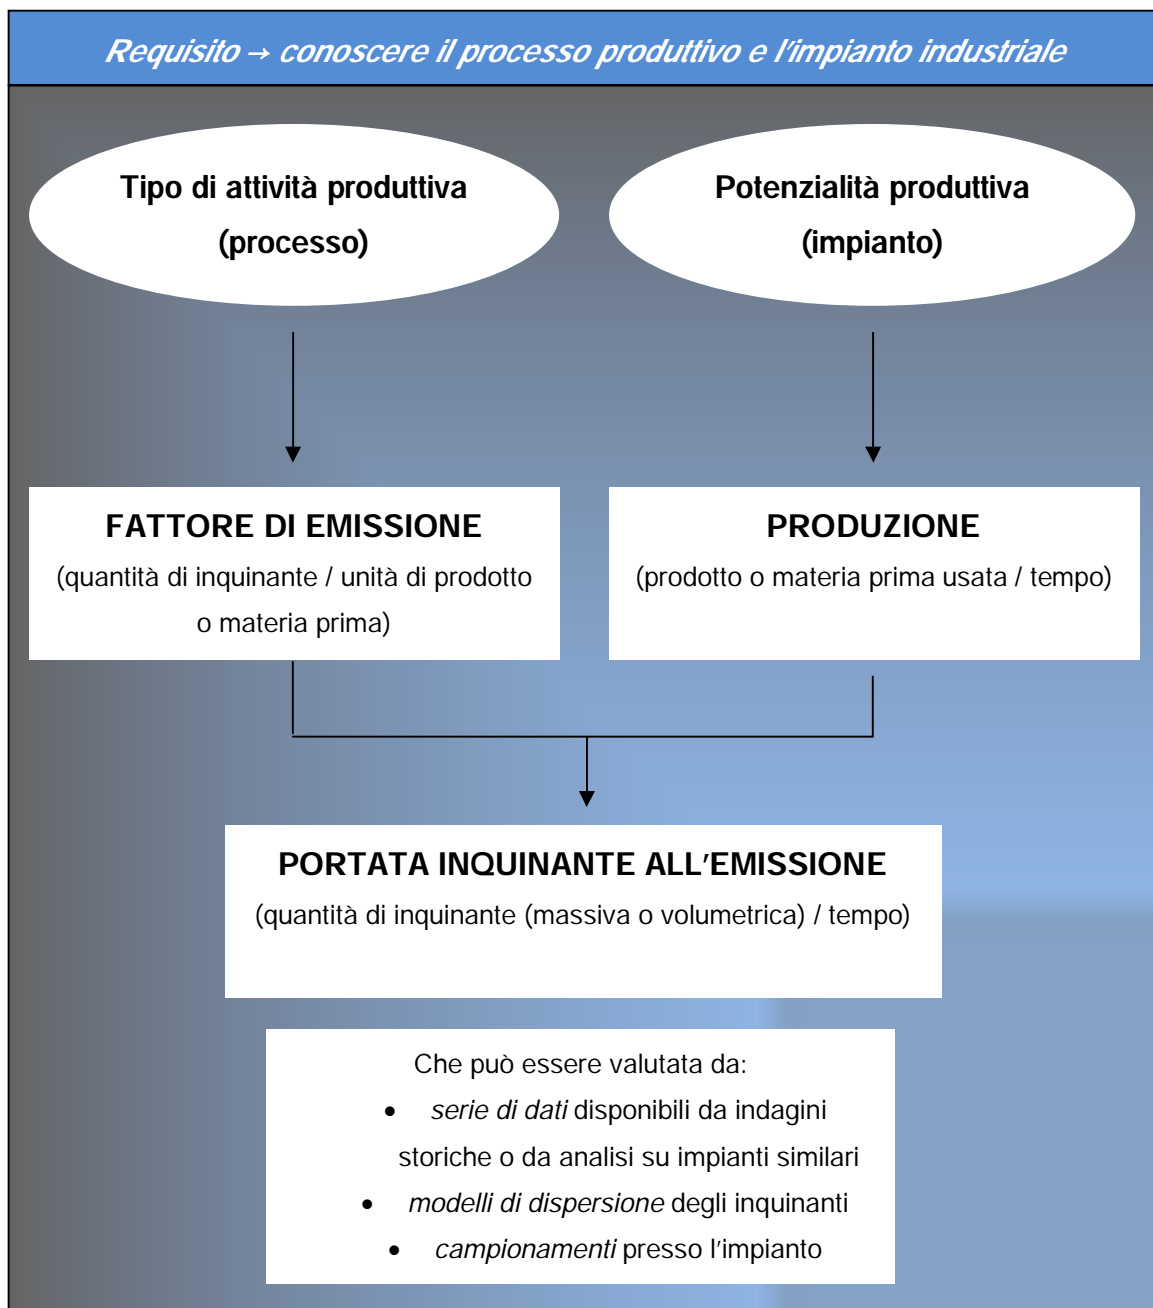 Requisito → conoscere il processo produttivo e l'impianto industriale
Tipo di attività produttiva
(processo)
Potenzialità produttiva
(impianto)
FATTORE DI EMISSIONE
(quantità di inquinante / unità di prodotto
o materia prima)
PRODUZIONE
(prodotto o materia prima usata / tempo)
PORTATA INQUINANTE ALL'EMISSIONE
(quantità di inquinante (massiva o volumetrica) / tempo)
Che può essere valutata da:
• serie di dati disponibili da indagini
storiche o da analisi su impianti similari
• modelli di dispersione degli inquinanti
• campionamenti presso l'impianto